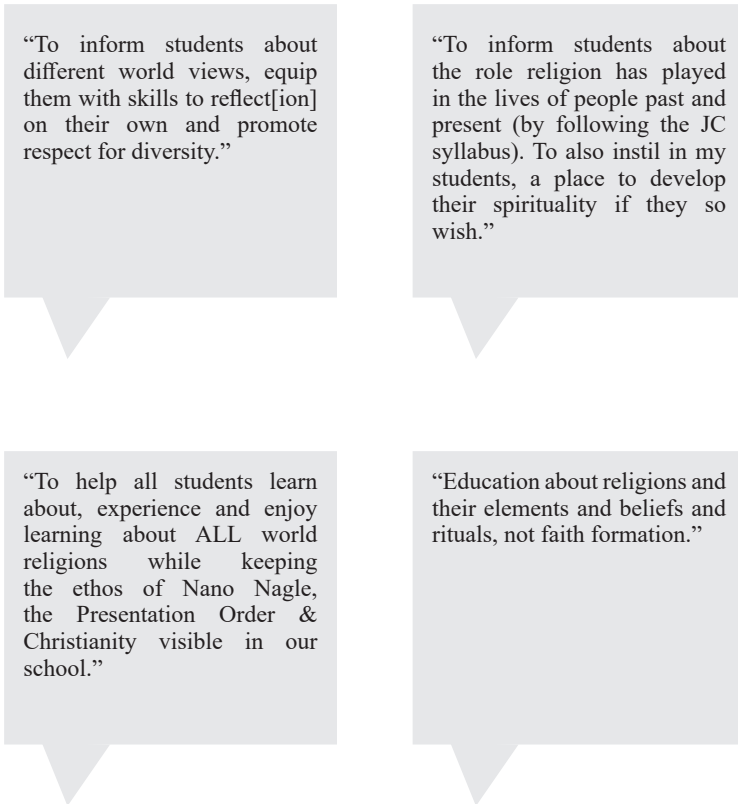 “To inform students about
different world views, equip
them with skills to reflect[ion]
on their own and promote
respect for diversity.”
“To inform students about
the role religion has played
in the lives of people past and
present (by following the JC
syllabus). To also instil in my
students, a place to develop
their spirituality if they so
wish.”
“To help all students learn
about, experience and enjoy
learning about ALL world
religions while keeping
the ethos of Nano Nagle,
the Presentation Order &
Christianity visible in our
school.”
“Education about religions and
their elements and beliefs and
rituals, not faith formation.”